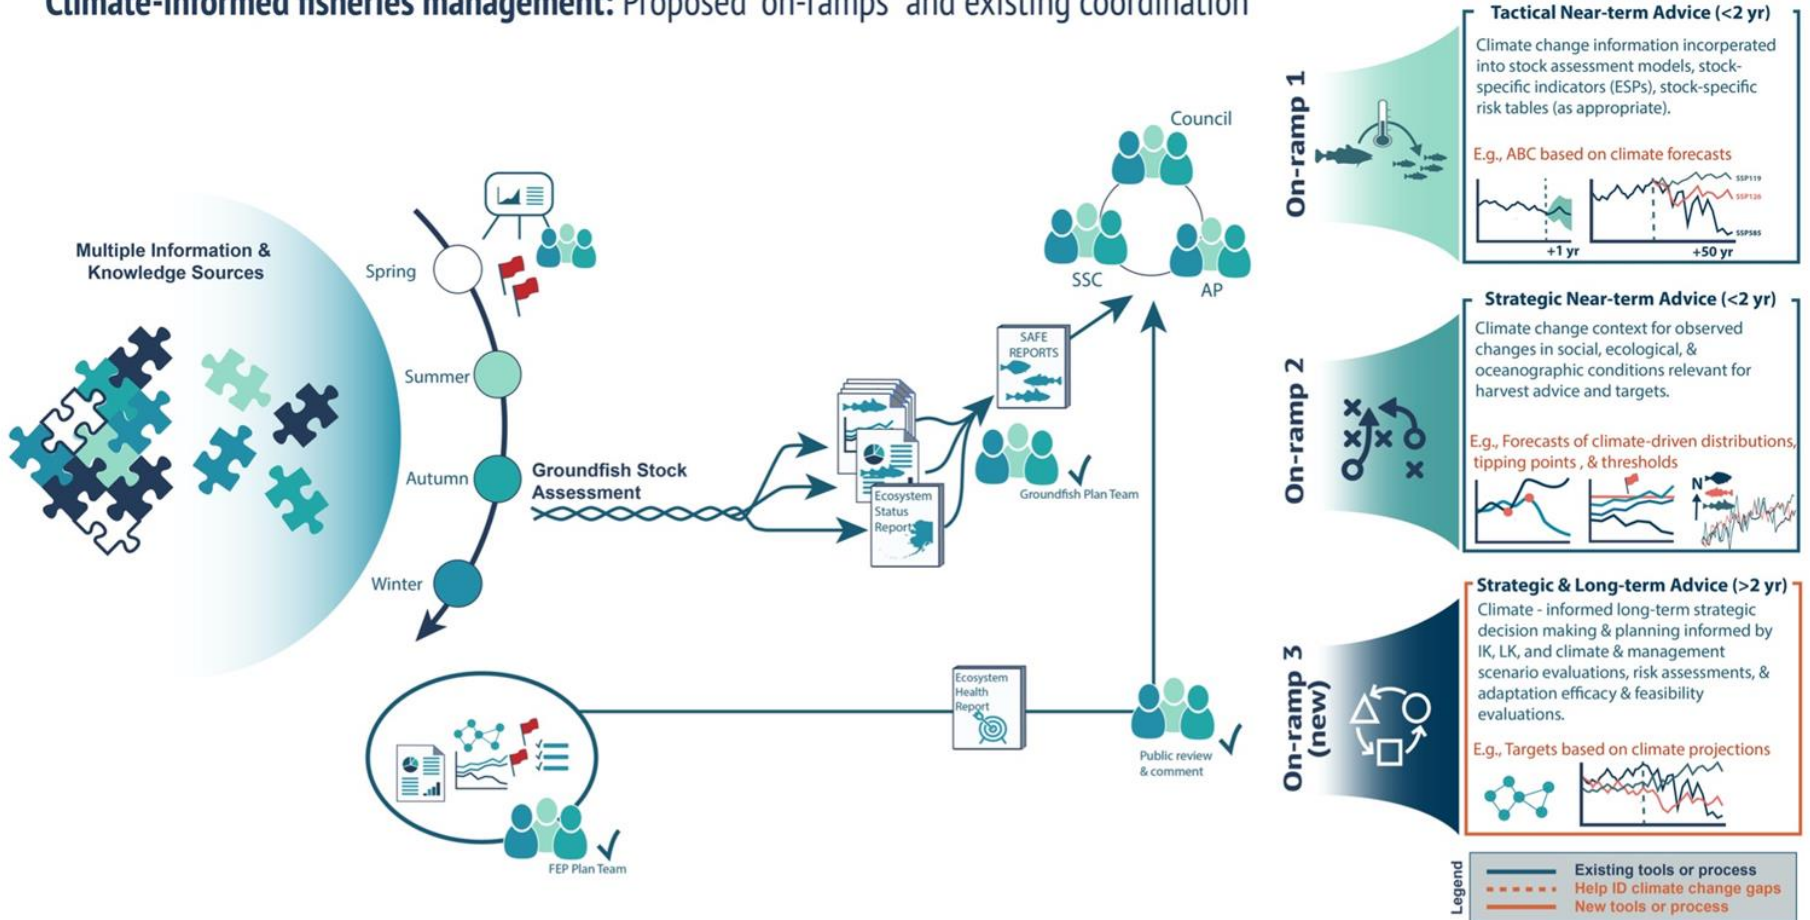 Climate-informed fisheries management: Proposed "on-ramps" and existing coordination
Multiple Information &
Knowledge Sources
Spring
Summer
Autumn
Winter
Groundfish Stock
Assessment
Ecosystem
Status
Report
SAFE
REPORTS
Groundfish Plan Team
Council
SSC
AP
Ecosystem
Health
Report
Public review
& comment
FEP Plan Team
On-ramp 1
Tactical Near-term Advice (<2 yr)
Climate change information incorperated
into stock assessment models, stock-
specific indicators (ESPs), stock-specific
risk tables (as appropriate).
E.g., ABC based on climate forecasts
+1 yr
SSP119
SSP126
SSP585
+50 yr
On-ramp 2
Strategic Near-term Advice (<2 yr)
Climate change context for observed
changes in social, ecological, &
oceanographic conditions relevant for
harvest advice and targets.
E.g., Forecasts of climate-driven distributions,
tipping points , & thresholds
N
On-ramp 3
(new)
Strategic & Long-term Advice (>2 yr)
Climate - informed long-term strategic
decision making & planning informed by
IK, LK, and climate & management
scenario evaluations, risk assessments, &
adaptation efficacy & feasibility
evaluations.
E.g., Targets based on climate projections
Legend
Existing tools or process
Help ID climate change gaps
New tools or process